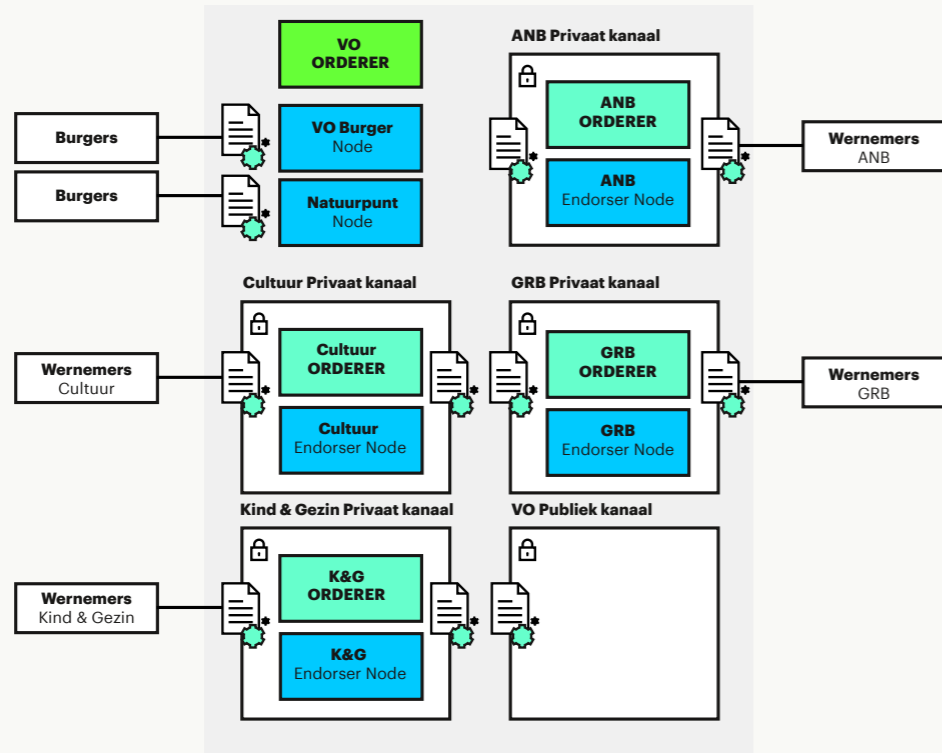 VO
ORDERER
Burgers
VO Burger
Node
Burgers
Natuurpunt
Node
ANB Privaat kanaal
ANB
ORDERER
ANB
Endorser Node
Wernemers
ANB
Cultuur Privaat kanaal
Wernemers
Cultuur
Cultuur
ORDERER
Cultuur
Endorser Node
GRB Privaat kanaal
GRB
ORDERER
GRB
Endorser Node
Wernemers
GRB
Kind & Gezin Privaat kanaal
Wernemers
Kind & Gezin
K&G
ORDERER
K&G
Endorser Node
VO Publiek kanaal